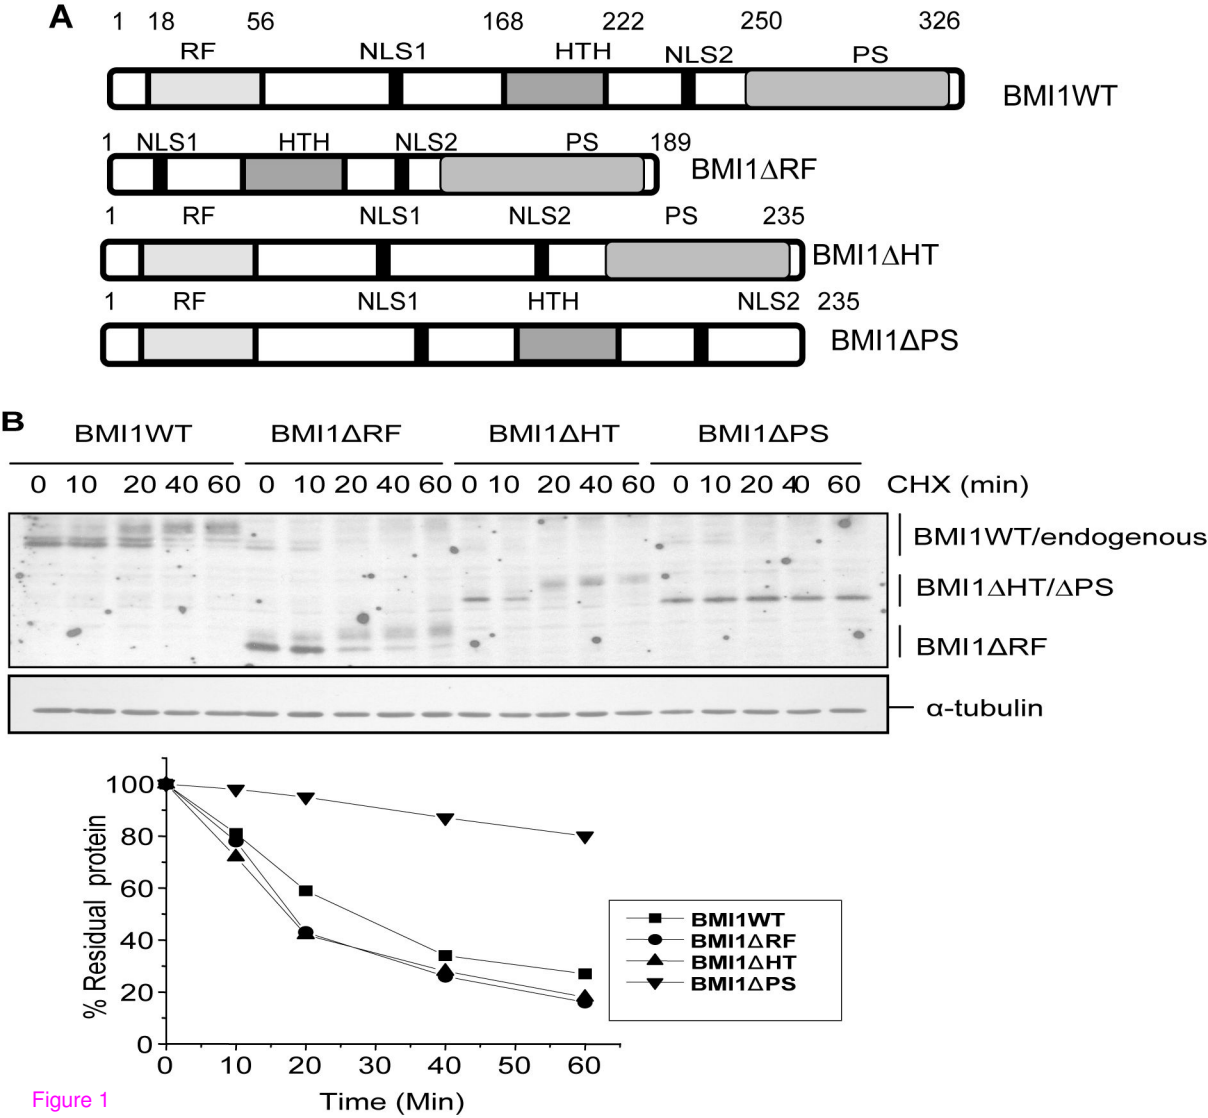 A
1 18 56 168 222 250 326
RF NLS1 HTH NLS2 PS
BMI1WT
1 NLS1 HTH NLS2 PS 189
BMI1ΔRF
1 RF NLS1 NLS2 PS 235
BMI1ΔHT
1 RF NLS1 HTH NLS2 235
BMI1ΔPS
B
BMI1WT BMI1ΔRF BMI1ΔHT BMI1ΔPS
0 10 20 40 60 0 10 20 40 60 0 10 20 40 60 0 10 20 40 60 CHX (min)
BMI1WT/endogenous
BMI1ΔHT/ΔPS
BMI1ΔRF
α-tubulin
% Residual protein
100
80
60
40
20
0
0 10 20 30 40 50 60
Time (Min)
BMI1WT
BMI1ΔRF
BMI1ΔHT
BMI1ΔPS
Figure 1